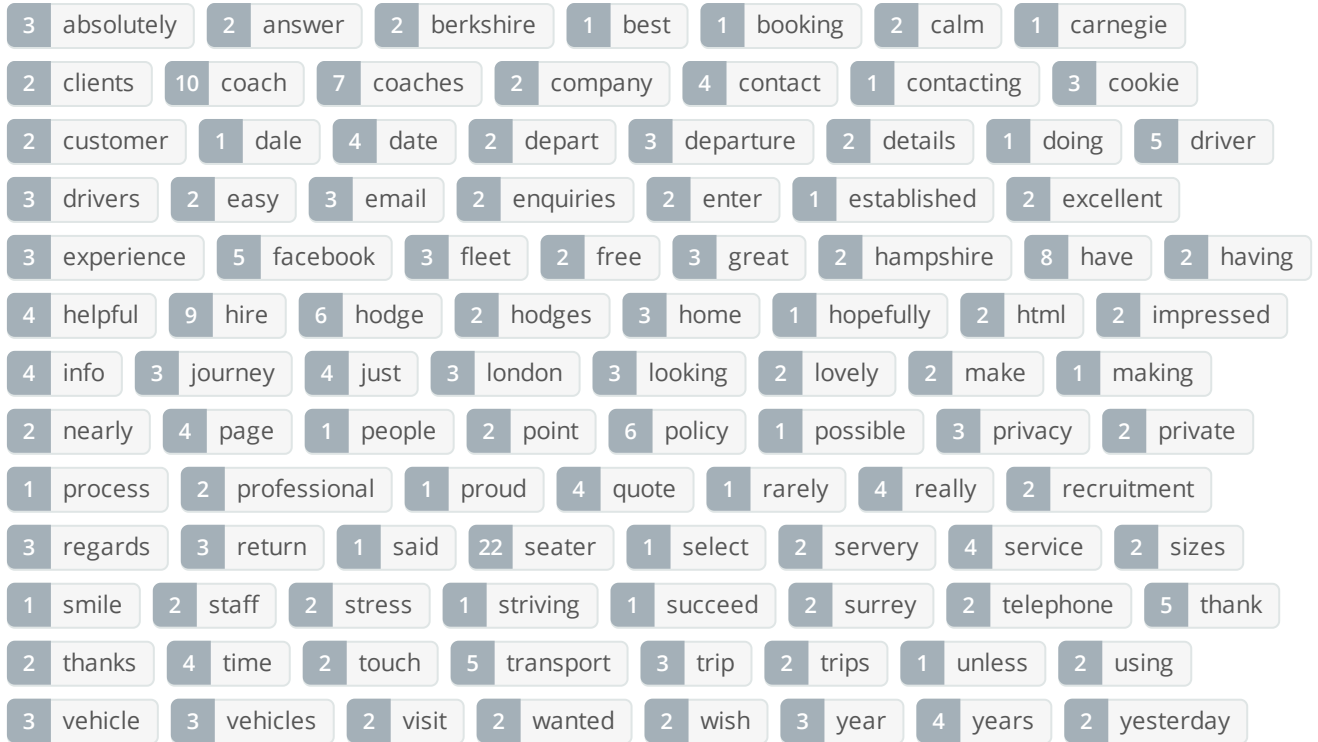 3 absolutely 2 answer 2 berkshire 1 best 1 booking 2 calm 1 carnegie
2 clients 10 coach 7 coaches 2 company 4 contact 1 contacting 3 cookie
2 customer 1 dale 4 date 2 depart 3 departure 2 details 1 doing 5 driver
3 drivers 2 easy 3 email 2 enquiries 2 enter 1 established 2 excellent
3 experience 5 facebook 3 fleet 2 free 3 great 2 hampshire 8 have 2 having
4 helpful 9 hire 6 hodge 2 hodges 3 home 1 hopefully 2 html 2 impressed
4 info 3 journey 4 just 3 london 3 looking 2 lovely 2 make 1 making
2 nearly 4 page 1 people 2 point 6 policy 1 possible 3 privacy 2 private
1 process 2 professional 1 proud 4 quote 1 rarely 4 really 2 recruitment
3 regards 3 return 1 said 22 seater 1 select 2 servery 4 service 2 sizes
1 smile 2 staff 2 stress 1 striving 1 succeed 2 surrey 2 telephone 5 thank
2 thanks 4 time 2 touch 5 transport 3 trip 2 trips 1 unless 2 using
3 vehicle 3 vehicles 2 visit 2 wanted 2 wish 3 year 4 years 2 yesterday